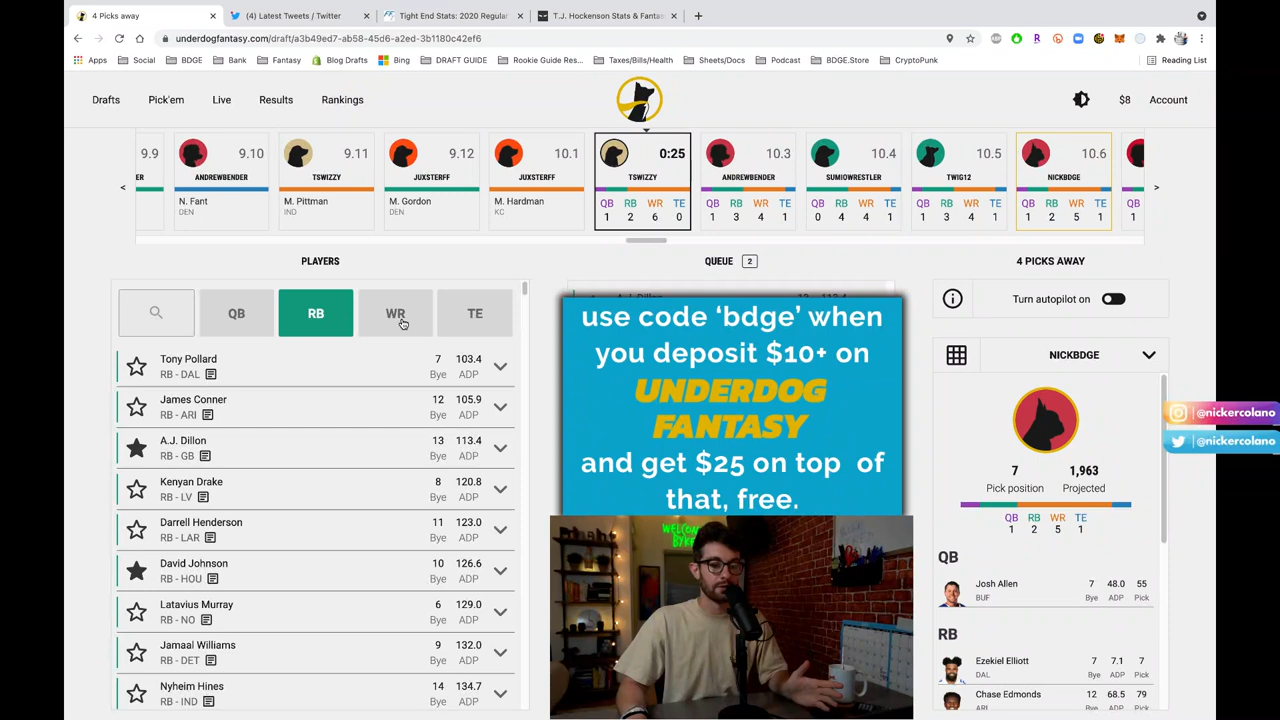 4 Picks away
(4) Latest Tweets / Twitter
Tight End Stats: 2020 Regular
T.J. Hockenson Stats & Fantas
underdogfantasy.com/draft/a3b49ed7-ab58-45d6-a2ed-3b1180c42ef6
Apps Social BDGE Bank Fantasy Blog Drafts Bing DRAFT GUIDE Rookie Guide Res... Taxes/Bills/Health Sheets/Docs Podcast BDGE.Store CryptoPunk Reading List
Drafts Pick'em Live Results Rankings $8 Account
9.9 9.10 9.11 9.12 10.1 0:25 10.3 10.4 10.5 10.6
ER ANDREWBENDER TSWIZZY JUXSTERFF JUXSTERFF TSWIZZY ANDREWBENDER SUMIOWRESTLER TWIG12 NICKBDGE
N. Fant M. Pittman M. Gordon M. Hardman QB RB WR TE QB RB WR TE QB RB WR TE QB RB WR TE QB RB WR TE QB
DEN IND DEN KC 1 2 6 0 1 3 4 1 0 4 4 1 1 3 4 1 1 2 5 1 1
PLAYERS
QB RB WR TE
Tony Pollard 7 103.4
RB - DAL Bye ADP
James Conner 12 105.9
RB - ARI Bye ADP
A.J. Dillon 13 113.4
RB - GB Bye ADP
Kenyan Drake 8 120.8
RB - LV Bye ADP
Darrell Henderson 11 123.0
RB - LAR Bye ADP
David Johnson 10 126.6
RB - HOU Bye ADP
Latavius Murray 6 129.0
RB - NO Bye ADP
Jamaal Williams 9 132.0
RB - DET Bye ADP
Nyheim Hines 14 134.7
RB - IND Bye ADP
QUEUE 2
use code ‘bdge’ when
you deposit $10+ on
UNDERDOG
FANTASY
and get $25 on top of
that, free.
4 PICKS AWAY
Turn autopilot on
NICKBDGE
7 1,963
Pick position Projected
QB RB WR TE
1 2 5 1
QB
Josh Allen 7 48.0 55
BUF Bye ADP Pick
RB
Ezekiel Elliott 7 7.1 7
DAL Bye ADP Pick
Chase Edmonds 12 68.5 79
ARI Bye ADP Pick
@nickercolano
@nickercolano